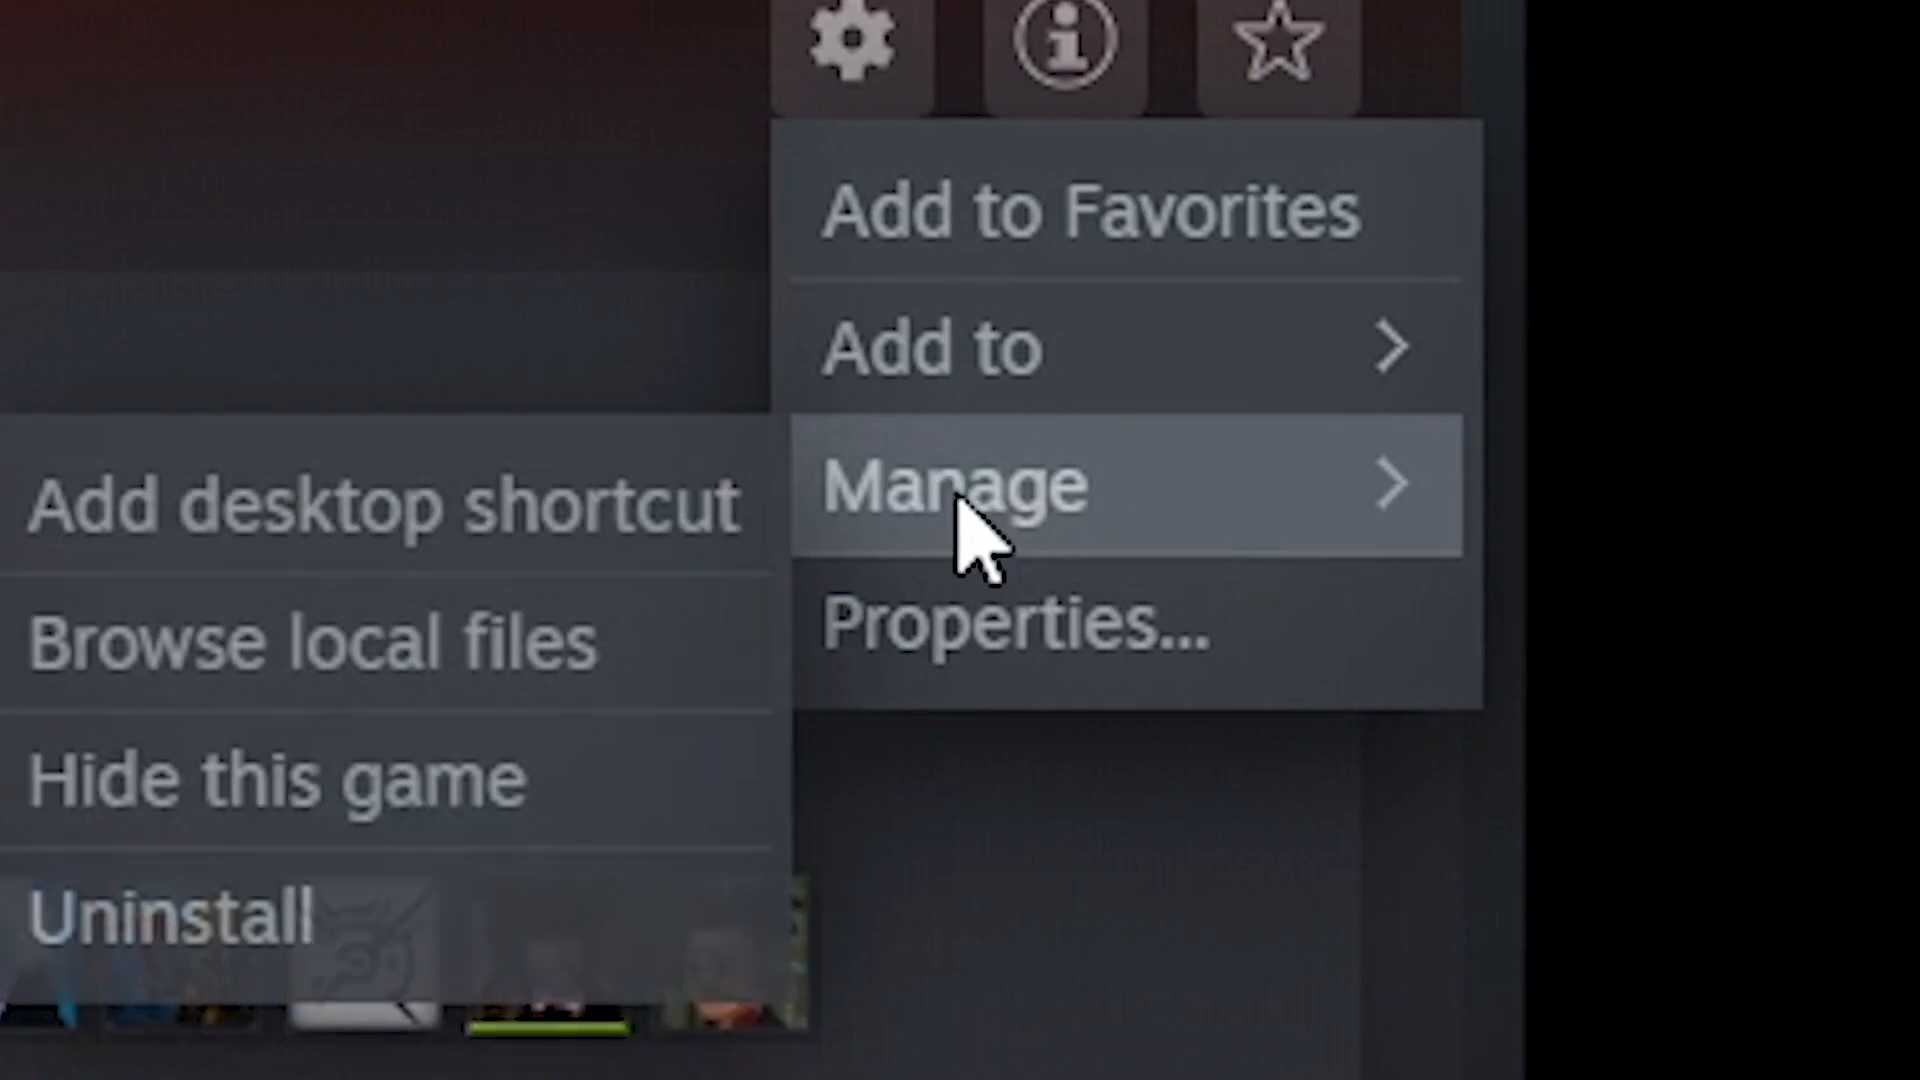 Add to Favorites
Add to
Manage
Properties...
Add desktop shortcut
Browse local files
Hide this game
Uninstall